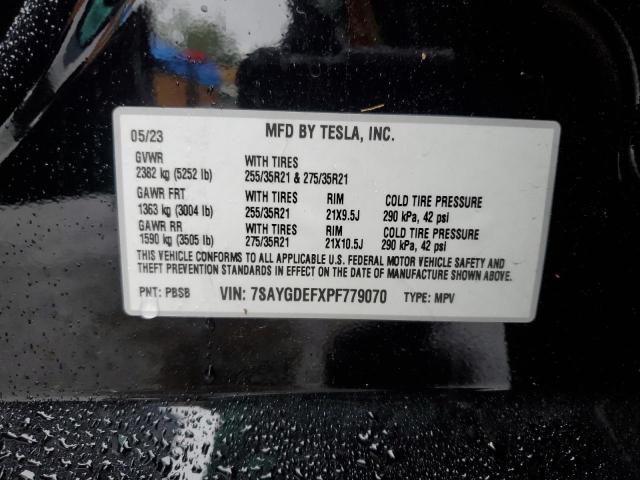 05/23 MFD BY TESLA, INC.
GVWR WITH TIRES
2382 kg (5252 lb) 255/35R21 & 275/35R21
GAWR FRT WITH TIRES RIM COLD TIRE PRESSURE
1363 kg (3004 lb) 255/35R21 21X9.5J 290 kPa, 42 psi
GAWR RR WITH TIRES RIM COLD TIRE PRESSURE
1590 kg (3505 lb) 275/35R21 21X10.5J 290 kPa, 42 psi
THIS VEHICLE CONFORMS TO ALL APPLICABLE U.S. FEDERAL MOTOR VEHICLE SAFETY AND
THEFT PREVENTION STANDARDS IN EFFECT ON THE DATE OF MANUFACTURE SHOWN ABOVE.
PNT: PBSB VIN: 7SAYGDEFXPF779070 TYPE: MPV